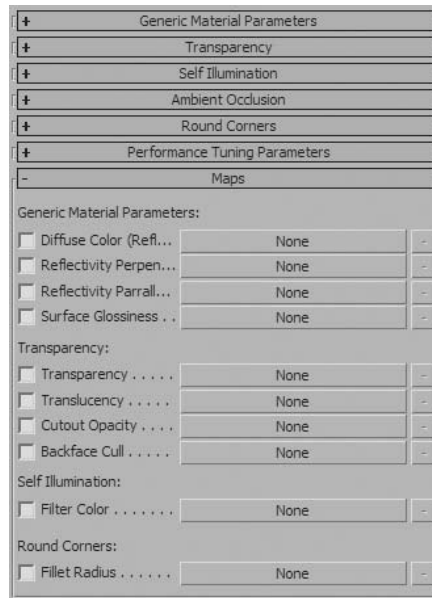 + Generic Material Parameters
+ Transparency
+ Self Illumination
+ Ambient Occlusion
+ Round Corners
+ Performance Tuning Parameters
- Maps
Generic Material Parameters:
Diffuse Color (Refl... None -
Reflectivity Perpen... None -
Reflectivity Parrall... None -
Surface Glossiness . . None -
Transparency:
Transparency . . . . . None -
Translucency . . . . . None -
Cutout Opacity . . . . None -
Backface Cull . . . . . None -
Self Illumination:
Filter Color . . . . . . . None -
Round Corners:
Fillet Radius . . . . . . None -